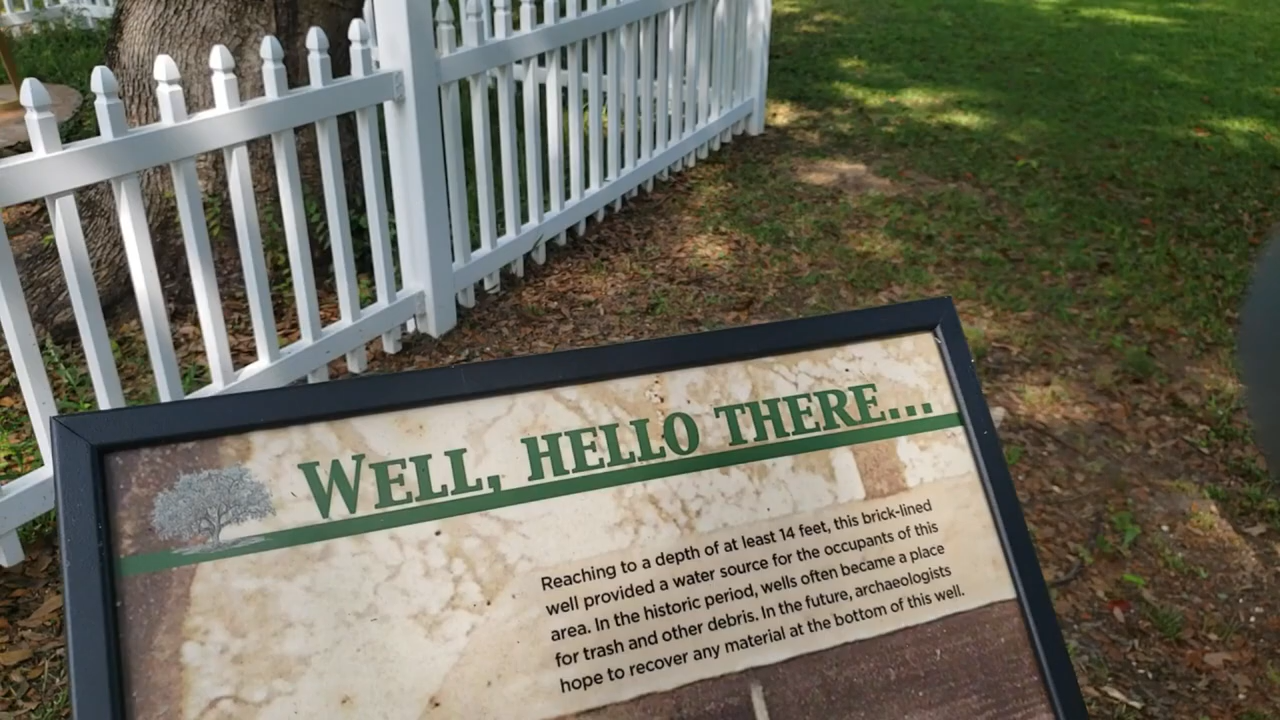 WELL, HELLO THERE...
Reaching to a depth of at least 14 feet, this brick-lined
well provided a water source for the occupants of this
area. In the historic period, wells often became a place
for trash and other debris. In the future, archaeologists
hope to recover any material at the bottom of this well.